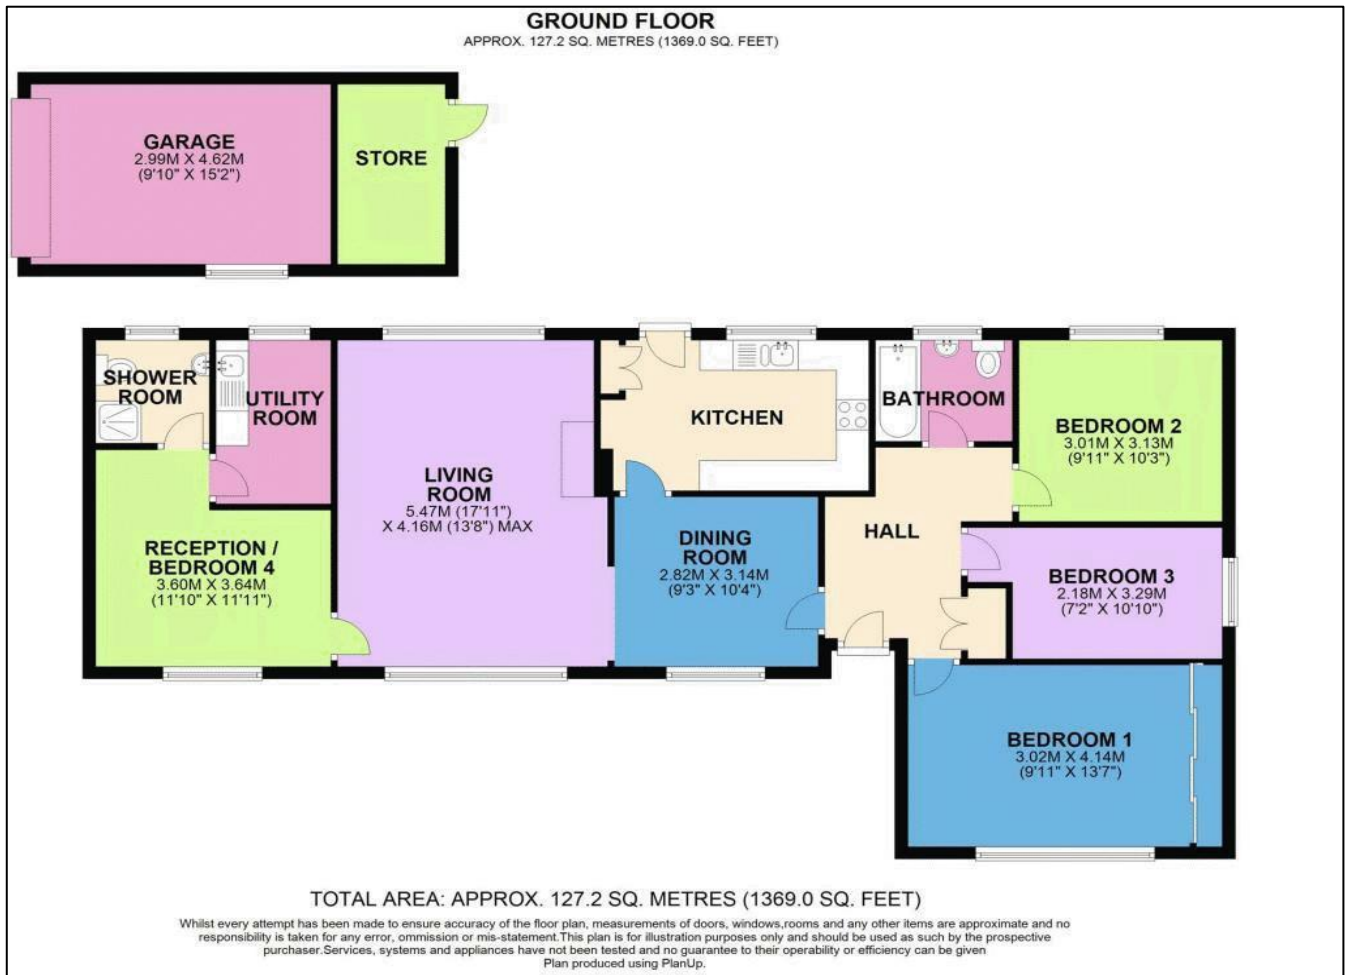 GROUND FLOOR
APPROX. 127.2 SQ. METRES (1369.0 SQ. FEET)
GARAGE
2.99M X 4.62M
(9'10" X 15'2")
STORE
SHOWER
ROOM
UTILITY
ROOM
LIVING
ROOM
5.47M (17'11")
X 4.16M (13'8") MAX
KITCHEN
BATHROOM
BEDROOM 2
3.01M X 3.13M
(9'11" X 10'3")
RECEPTION /
BEDROOM 4
3.60M X 3.64M
(11'10" X 11'11")
DINING
ROOM
2.82M X 3.14M
(9'3" X 10'4")
HALL
BEDROOM 3
2.18M X 3.29M
(7'2" X 10'10")
BEDROOM 1
3.02M X 4.14M
(9'11" X 13'7")
TOTAL AREA: APPROX. 127.2 SQ. METRES (1369.0 SQ. FEET)
Whilst every attempt has been made to ensure accuracy of the floor plan, measurements of doors, windows,rooms and any other items are approximate and no
responsibility is taken for any error, ommission or mis-statement.This plan is for illustration purposes only and should be used as such by the prospective
purchaser.Services, systems and appliances have not been tested and no guarantee to their operability or efficiency can be given
Plan produced using PlanUp.